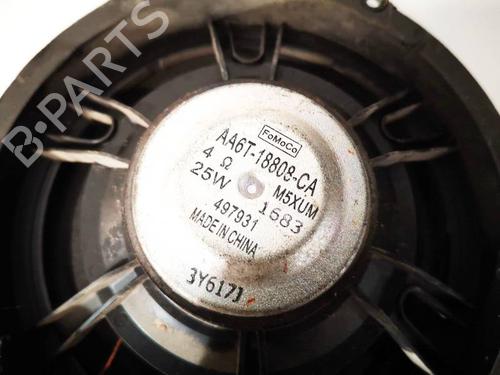 B-Parts
FoMoCo
AA6T-18808-CA
4 Ω M5XUM
25W 1683
497931
MADE IN CHINA
3Y617J